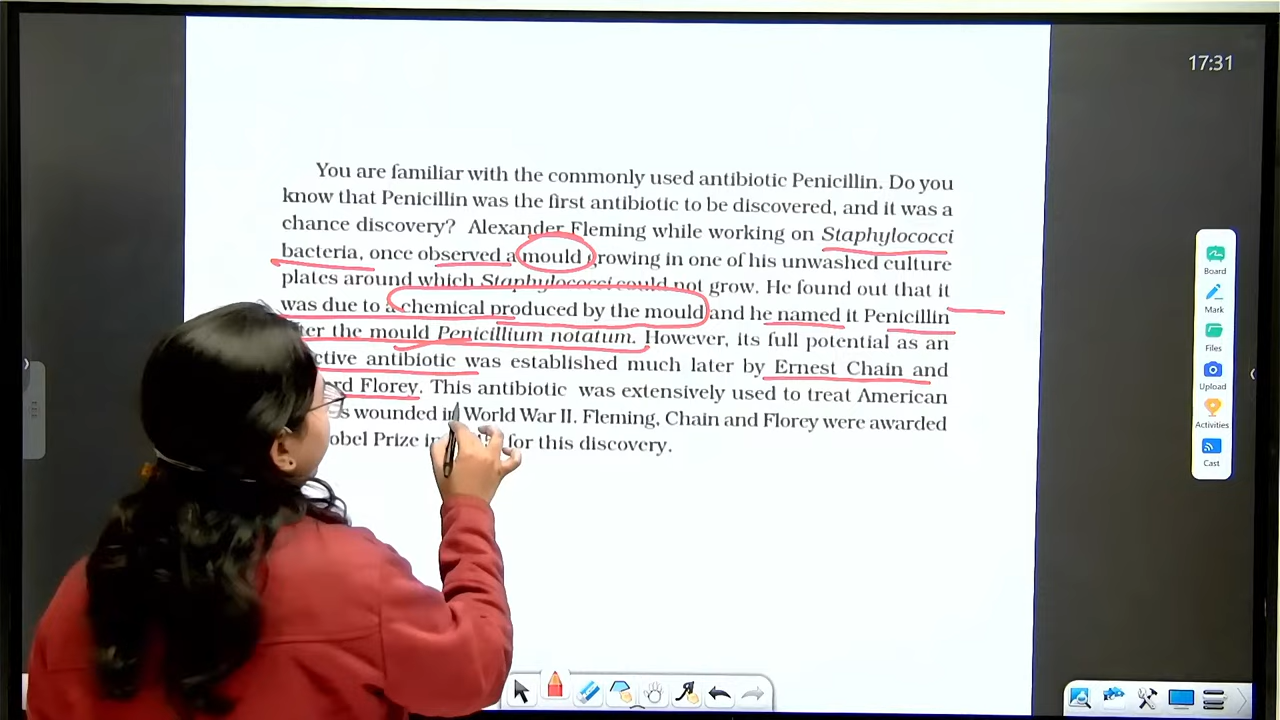 17:31
You are familiar with the commonly used antibiotic Penicillin. Do you
know that Penicillin was the first antibiotic to be discovered, and it was a
chance discovery? Alexander Fleming while working on Staphylococci
bacteria, once observed a mould growing in one of his unwashed culture
plates around which Staphylococci could not grow. He found out that it
was due to a chemical produced by the mould and he named it Penicillin
the mould Penicillium notatum. However, its full potential as an
antibiotic was established much later by Ernest Chain and
Florey. This antibiotic was extensively used to treat American
wounded in World War II. Fleming, Chain and Florey were awarded
Prize in for this discovery.
Board
Mark
Files
Upload
Activities
Cast